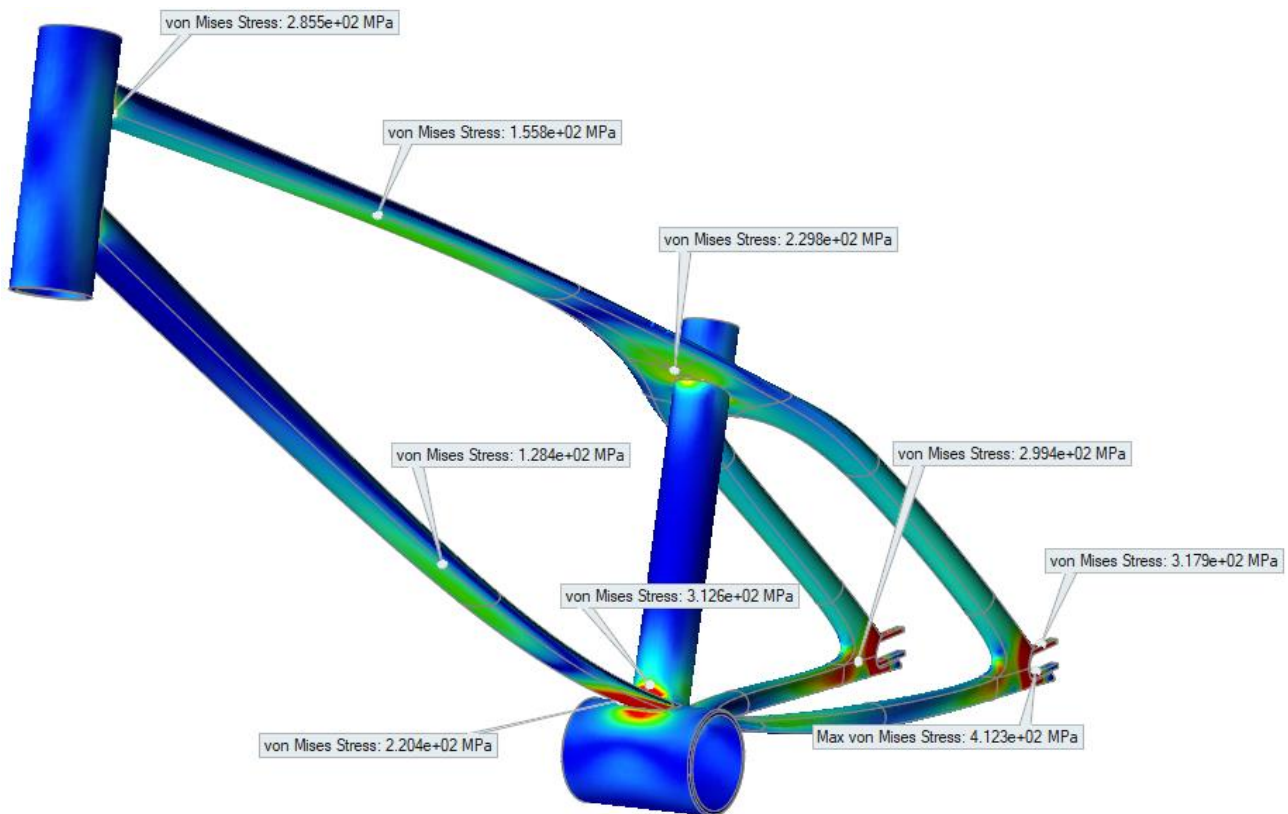 von Mises Stress: 2.855e+02 MPa
von Mises Stress: 1.558e+02 MPa
von Mises Stress: 2.298e+02 MPa
von Mises Stress: 1.284e+02 MPa
von Mises Stress: 2.994e+02 MPa
von Mises Stress: 3.179e+02 MPa
von Mises Stress: 3.126e+02 MPa
von Mises Stress: 2.204e+02 MPa
Max von Mises Stress: 4.123e+02 MPa